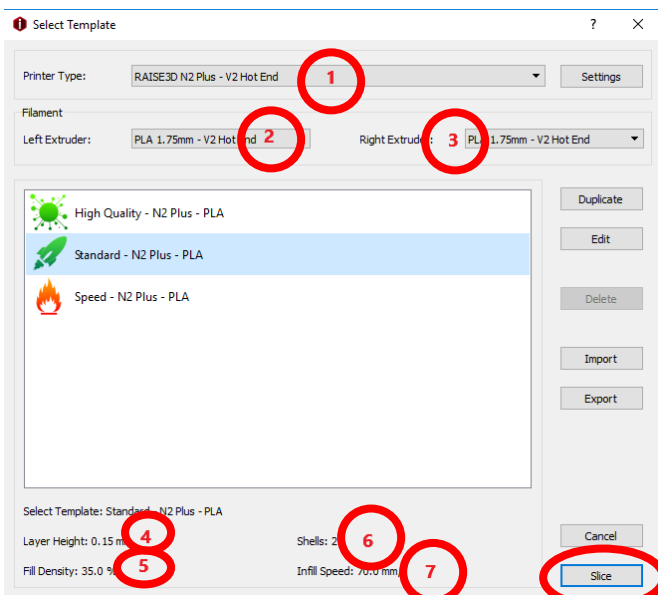 Select Template ? ×
Printer Type: RAISE3D N2 Plus - V2 Hot End 1 Settings
Filament
Left Extruder: PLA 1.75mm - V2 Hot End 2 Right Extruder: 3 PLA 1.75mm - V2 Hot End
High Quality - N2 Plus - PLA
Standard - N2 Plus - PLA
Speed - N2 Plus - PLA
Duplicate
Edit
Delete
Import
Export
Select Template: Standard - N2 Plus - PLA
Layer Height: 0.15 4 Shells: 2 6
Fill Density: 35.0 % 5 Infill Speed: 70.0 mm/ 7
Cancel
Slice